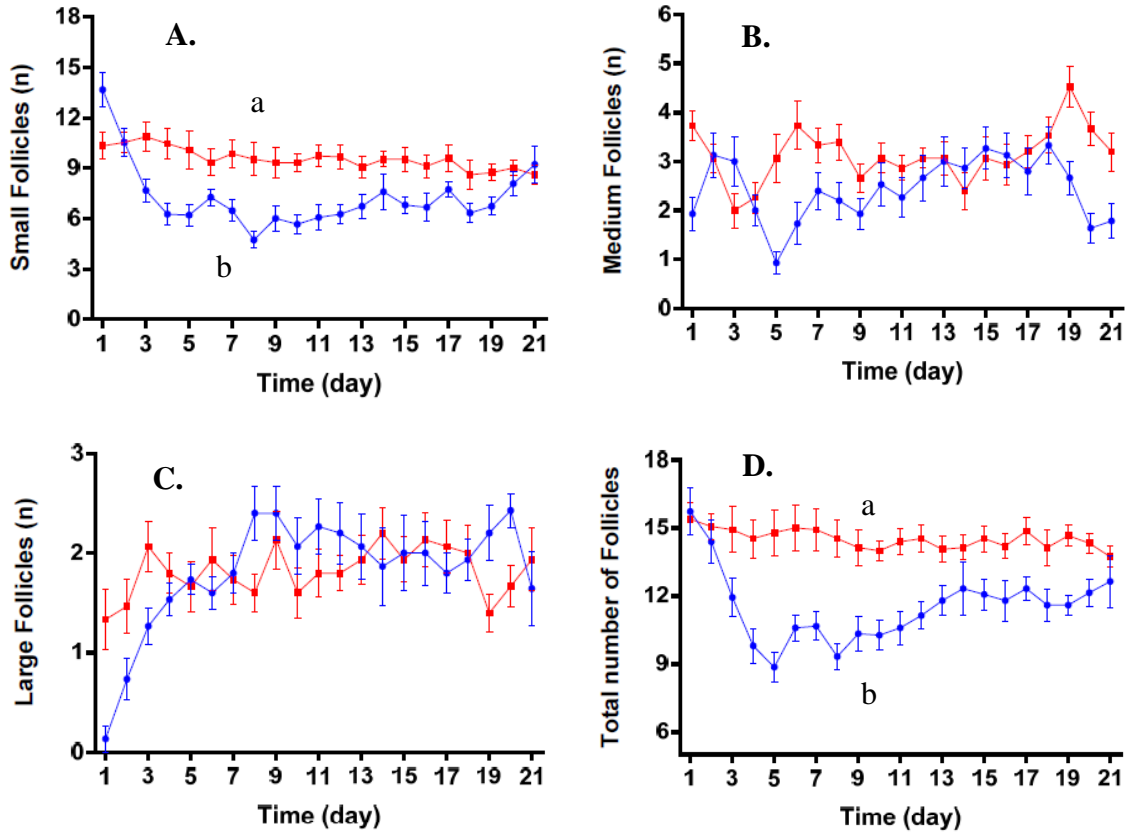 A.
Small Follicles (n)
18
15
12
9
6
3
0
a
b
1 3 5 7 9 11 13 15 17 19 21
Time (day)
B.
Medium Follicles (n)
6
5
4
3
2
1
0
1 3 5 7 9 11 13 15 17 19 21
Time (day)
C.
Large Follicles (n)
3
2
1
0
1 3 5 7 9 11 13 15 17 19 21
Time (day)
D.
Total number of Follicles
18
15
12
9
6
a
b
1 3 5 7 9 11 13 15 17 19 21
Time (day)